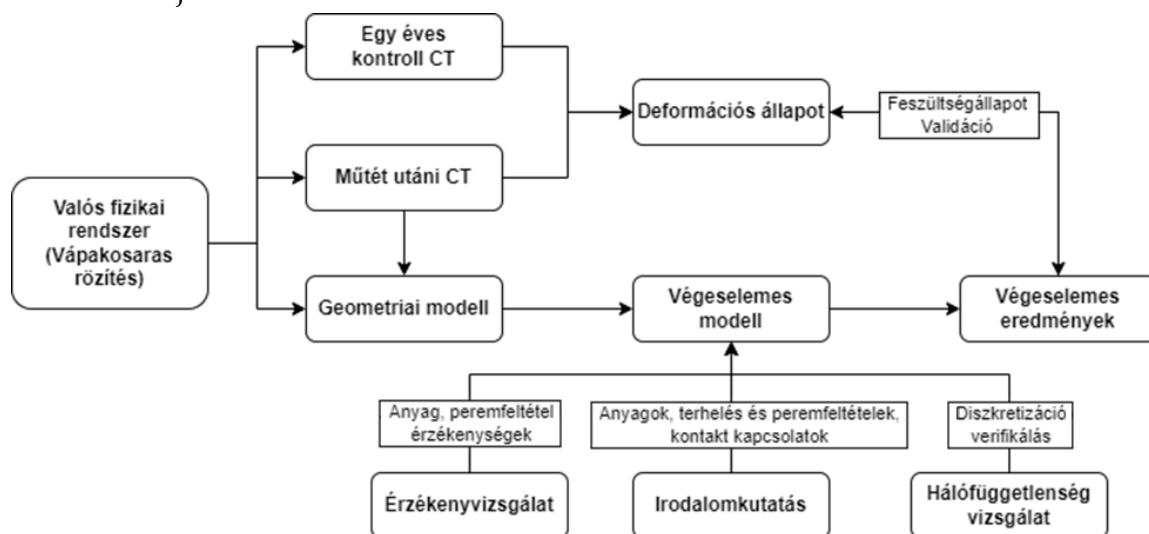 Egy éves
kontroll CT
Deformációs állapot
Feszültségállapot
Validáció
Műtét utáni CT
Valós fizikai
rendszer
(Vápakosaras
rözítés)
Geometriai modell
Végeselemes
modell
Végeselemes
eredmények
Anyag, peremfeltétel
érzékenységek
Anyagok, terhelés és peremfeltételek,
kontakt kapcsolatok
Diszkretizáció
verifikálás
Érzékenyvizsgálat
Irodalomkutatás
Hálófüggetlenség
vizsgálat